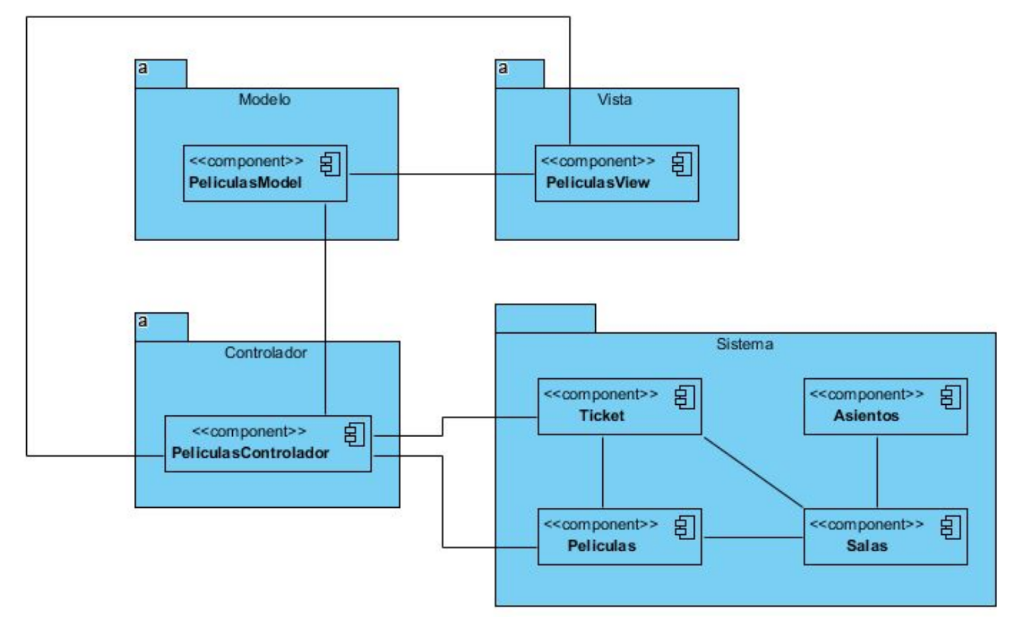 a
Modelo
<<component>>
PeliculasModel
a
Vista
<<component>>
PeliculasView
a
Controlador
<<component>>
PeliculasControlador
Sistema
<<component>>
Ticket
<<component>>
Asientos
<<component>>
Peliculas
<<component>>
Salas